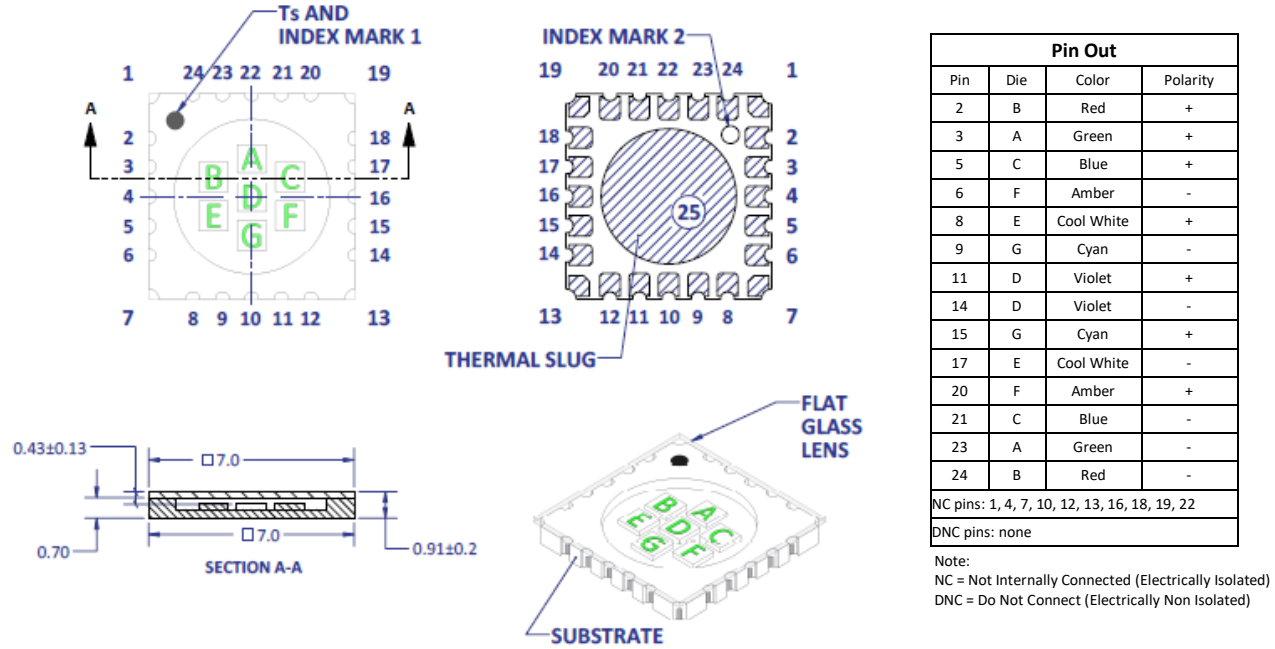 Ts AND
INDEX MARK 1
1 24 23 22 21 20 19
A A
2 18
3 17
4 16
5 15
6 14
7 8 9 10 11 12 13
A
B C
D
E F
G
INDEX MARK 2
19 20 21 22 23 24 1
18 2
17 3
16 4
15 5
14 6
25
13 12 11 10 9 8 7
THERMAL SLUG
0.43±0.13
□7.0
□7.0
0.70
0.91±0.2
SECTION A-A
FLAT
GLASS
LENS
B A
E D C
G F
SUBSTRATE
Pin Out
Pin Die Color Polarity
2 B Red +
3 A Green +
5 C Blue +
6 F Amber -
8 E Cool White +
9 G Cyan -
11 D Violet +
14 D Violet -
15 G Cyan +
17 E Cool White -
20 F Amber +
21 C Blue -
23 A Green -
24 B Red -
NC pins: 1, 4, 7, 10, 12, 13, 16, 18, 19, 22
DNC pins: none
Note:
NC = Not Internally Connected (Electrically Isolated)
DNC = Do Not Connect (Electrically Non Isolated)